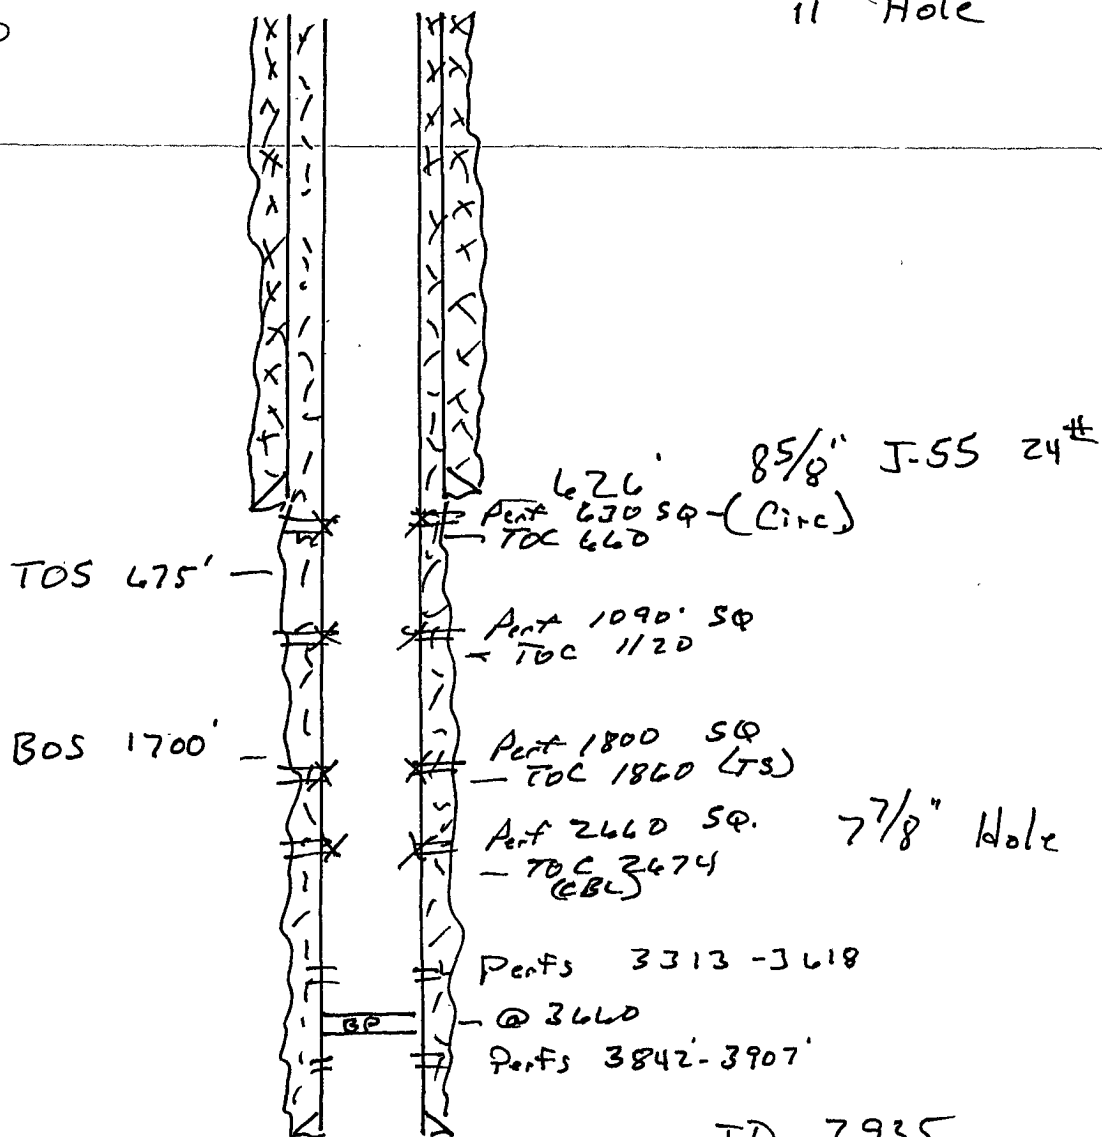 11" Hole
626'
8 5/8" J-55 24#
Perf 630 SQ - (Circ)
TOC 660
TOS 675'
Perf 1090' SQ
TOC 1120
BOS 1700'
Perf 1800 SQ
TOC 1860 (TS)
Perf 2660 SQ.
TOC 2674
(CBL)
7 7/8" Hole
Perfs 3313 - 3618
BP
@ 3660
Perfs 3842'-3907'